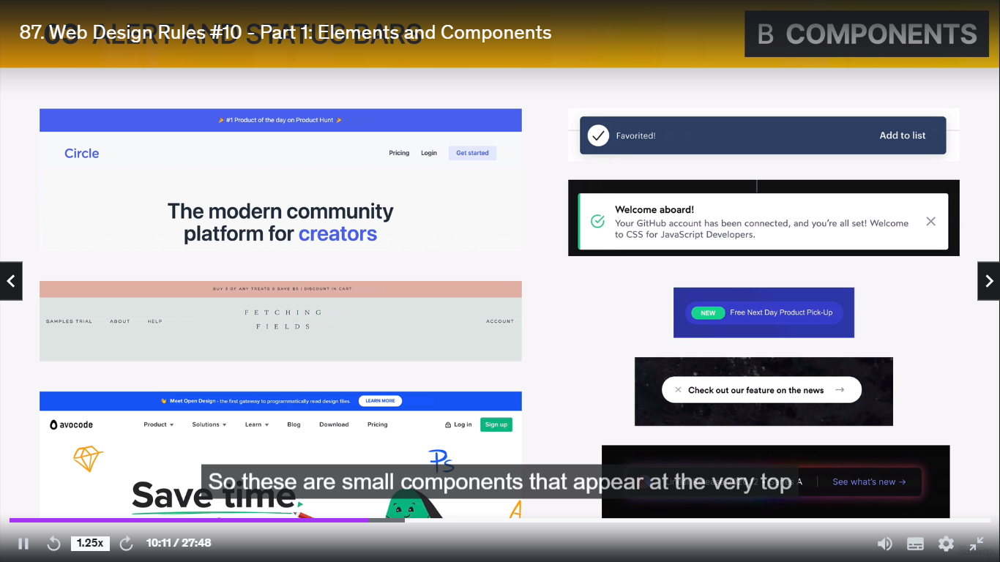 87. Web Design Rules #10 - Part 1: Elements and Components
ALERT AND STATUS BARS
B COMPONENTS
#1 Product of the day on Product Hunt
Circle
Pricing Login Get started
The modern community
platform for creators
BUY 3 OF ANY TREATS & SAVE $5 | DISCOUNT IN CART
SAMPLES TRIAL ABOUT HELP
FETCHING
FIELDS
ACCOUNT
Meet Open Design - the first gateway to programmatically read design files. LEARN MORE
avocode Product Solutions Learn Blog Download Pricing Log in Sign up
Ps
Save time.
A
Favorited! Add to list
Welcome aboard!
Your GitHub account has been connected, and you're all set! Welcome
to CSS for JavaScript Developers.
NEW Free Next Day Product Pick-Up
Check out our feature on the news →
A | See what's new →
So these are small components that appear at the very top
1.25x 10:11 / 27:48